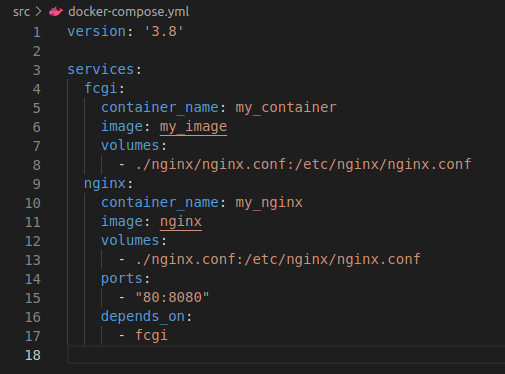 src > docker-compose.yml
1 version: '3.8'
2
3 services:
4   fcgi:
5     container_name: my_container
6     image: my_image
7     volumes:
8       - ./nginx/nginx.conf:/etc/nginx/nginx.conf
9   nginx:
10     container_name: my_nginx
11     image: nginx
12     volumes:
13       - ./nginx.conf:/etc/nginx/nginx.conf
14     ports:
15       - "80:8080"
16     depends_on:
17       - fcgi
18